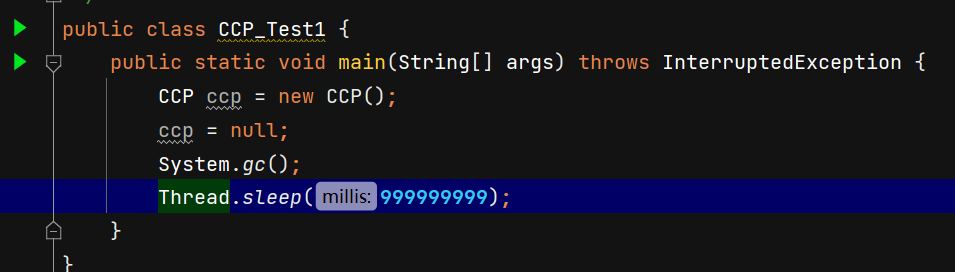 public class CCP_Test1 {
public static void main(String[] args) throws InterruptedException {
CCP ccp = new CCP();
ccp = null;
System.gc();
Thread.sleep( millis: 999999999);
}
}